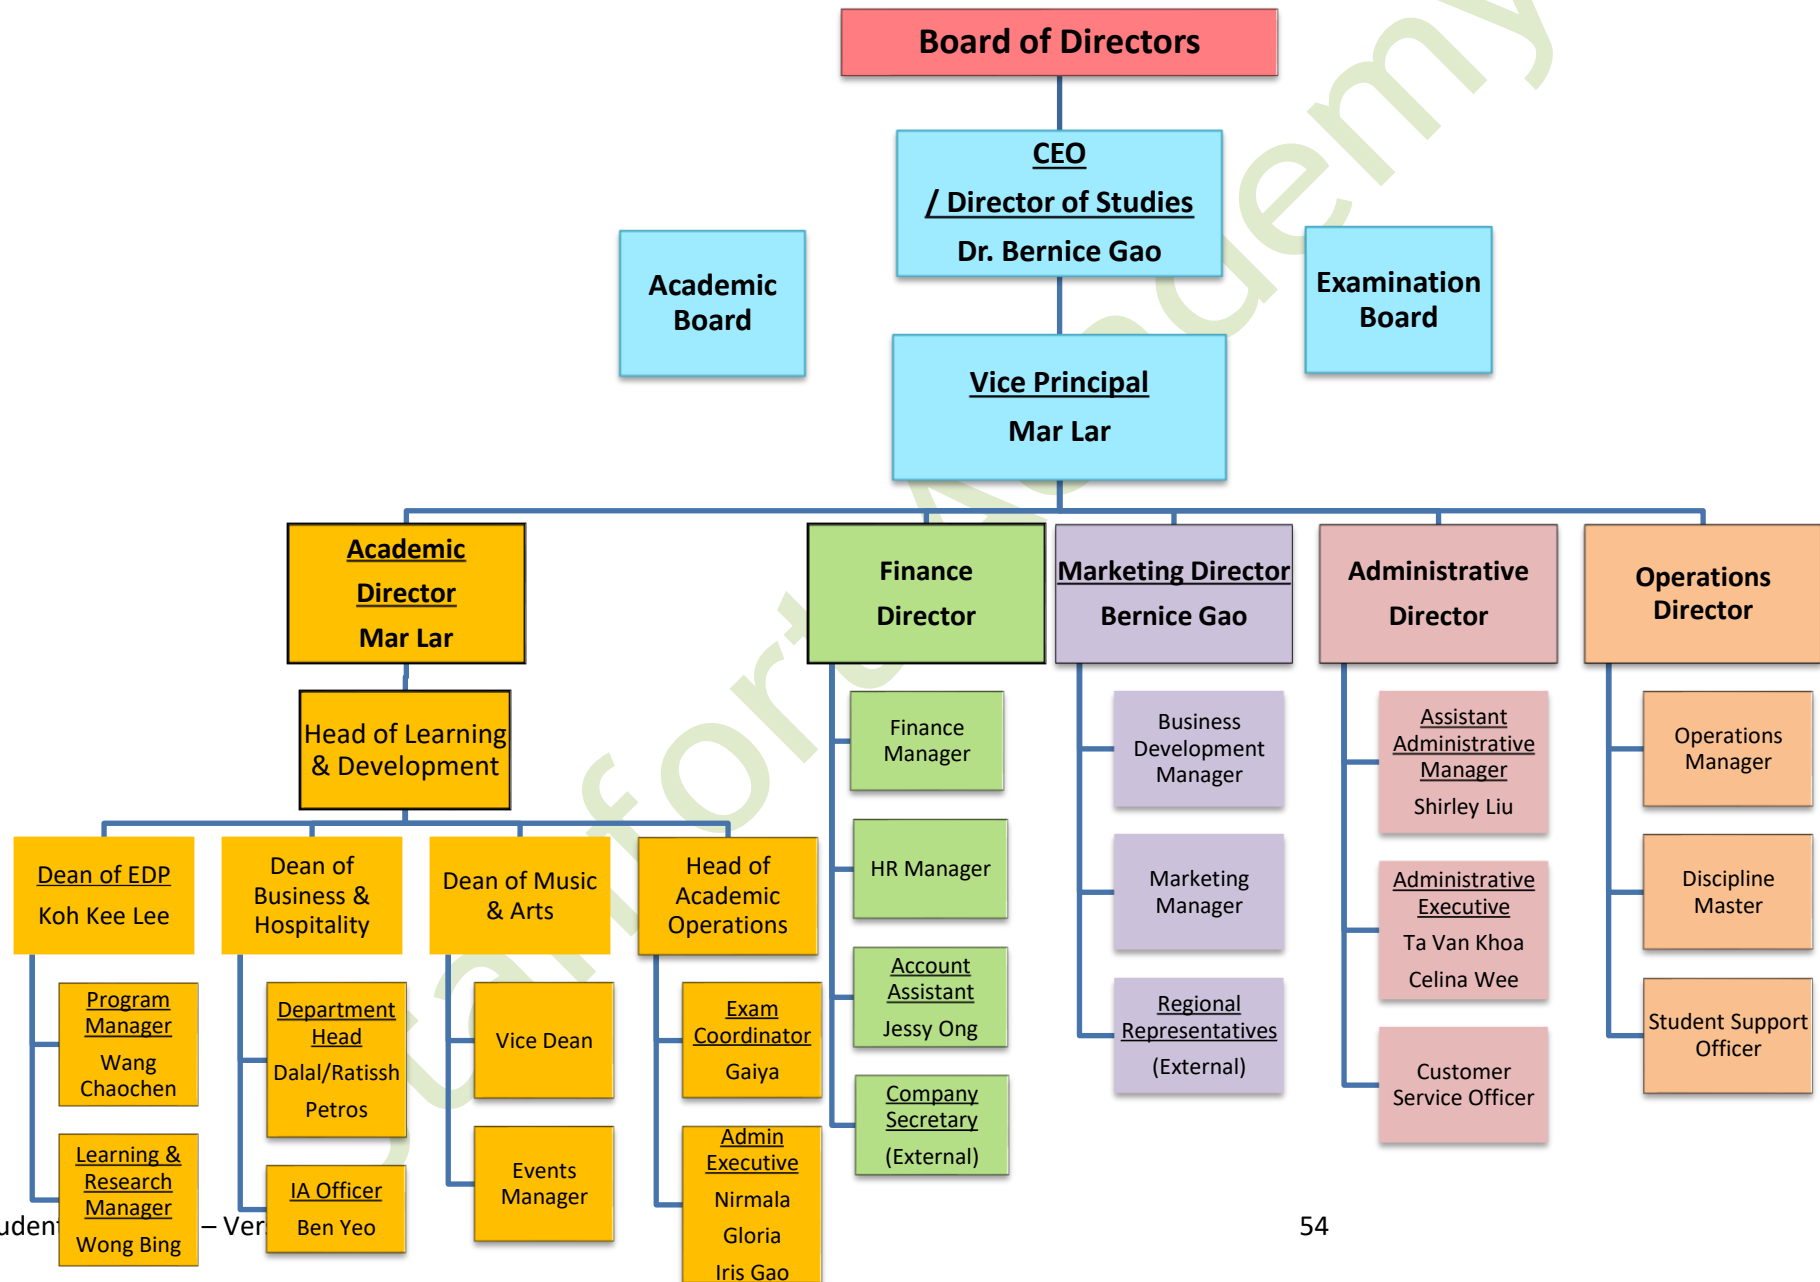 Board of Directors
CEO
/ Director of Studies
Dr. Bernice Gao
Academic
Board
Examination
Board
Vice Principal
Mar Lar
Academic
Director
Mar Lar
Finance
Director
Marketing Director
Bernice Gao
Administrative
Director
Operations
Director
Head of Learning
& Development
Dean of EDP
Koh Kee Lee
Program
Manager
Wang
Chaochen
Learning &
Research
Manager
Wong Bing
Dean of
Business &
Hospitality
Department
Head
Dalal/Ratissh
Petros
IA Officer
Ben Yeo
Dean of Music
& Arts
Vice Dean
Events
Manager
Head of
Academic
Operations
Exam
Coordinator
Gaiya
Admin
Executive
Nirmala
Gloria
Iris Gao
Finance
Manager
HR Manager
Account
Assistant
Jessy Ong
Company
Secretary
(External)
Business
Development
Manager
Marketing
Manager
Regional
Representatives
(External)
Assistant
Administrative
Manager
Shirley Liu
Administrative
Executive
Ta Van Khoa
Celina Wee
Customer
Service Officer
Operations
Manager
Discipline
Master
Student Support
Officer
–
54